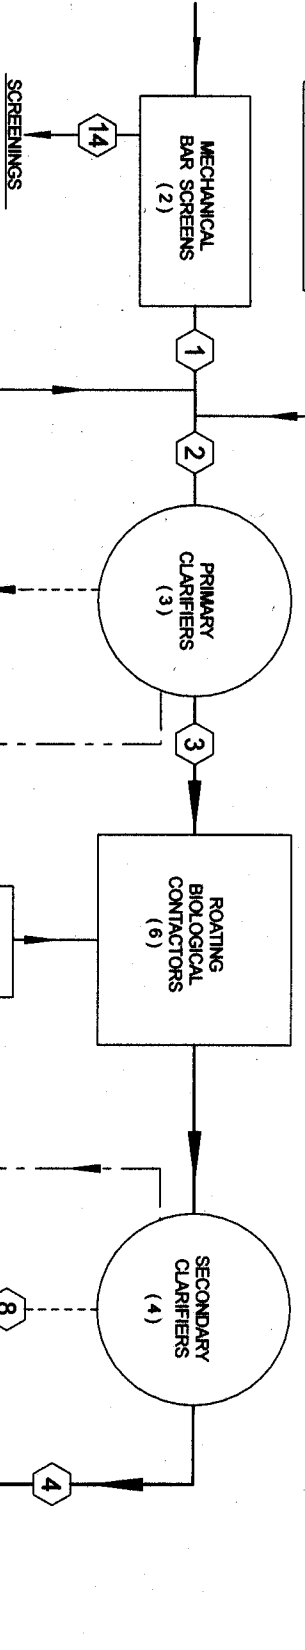 MECHANICAL
BAR SCREENS
(2)
14
SCREENINGS
1
2
PRIMARY
CLARIFIERS
(3)
3
ROATING
BIOLOGICAL
CONTACTORS
(6)
SECONDARY
CLARIFIERS
(4)
8
4